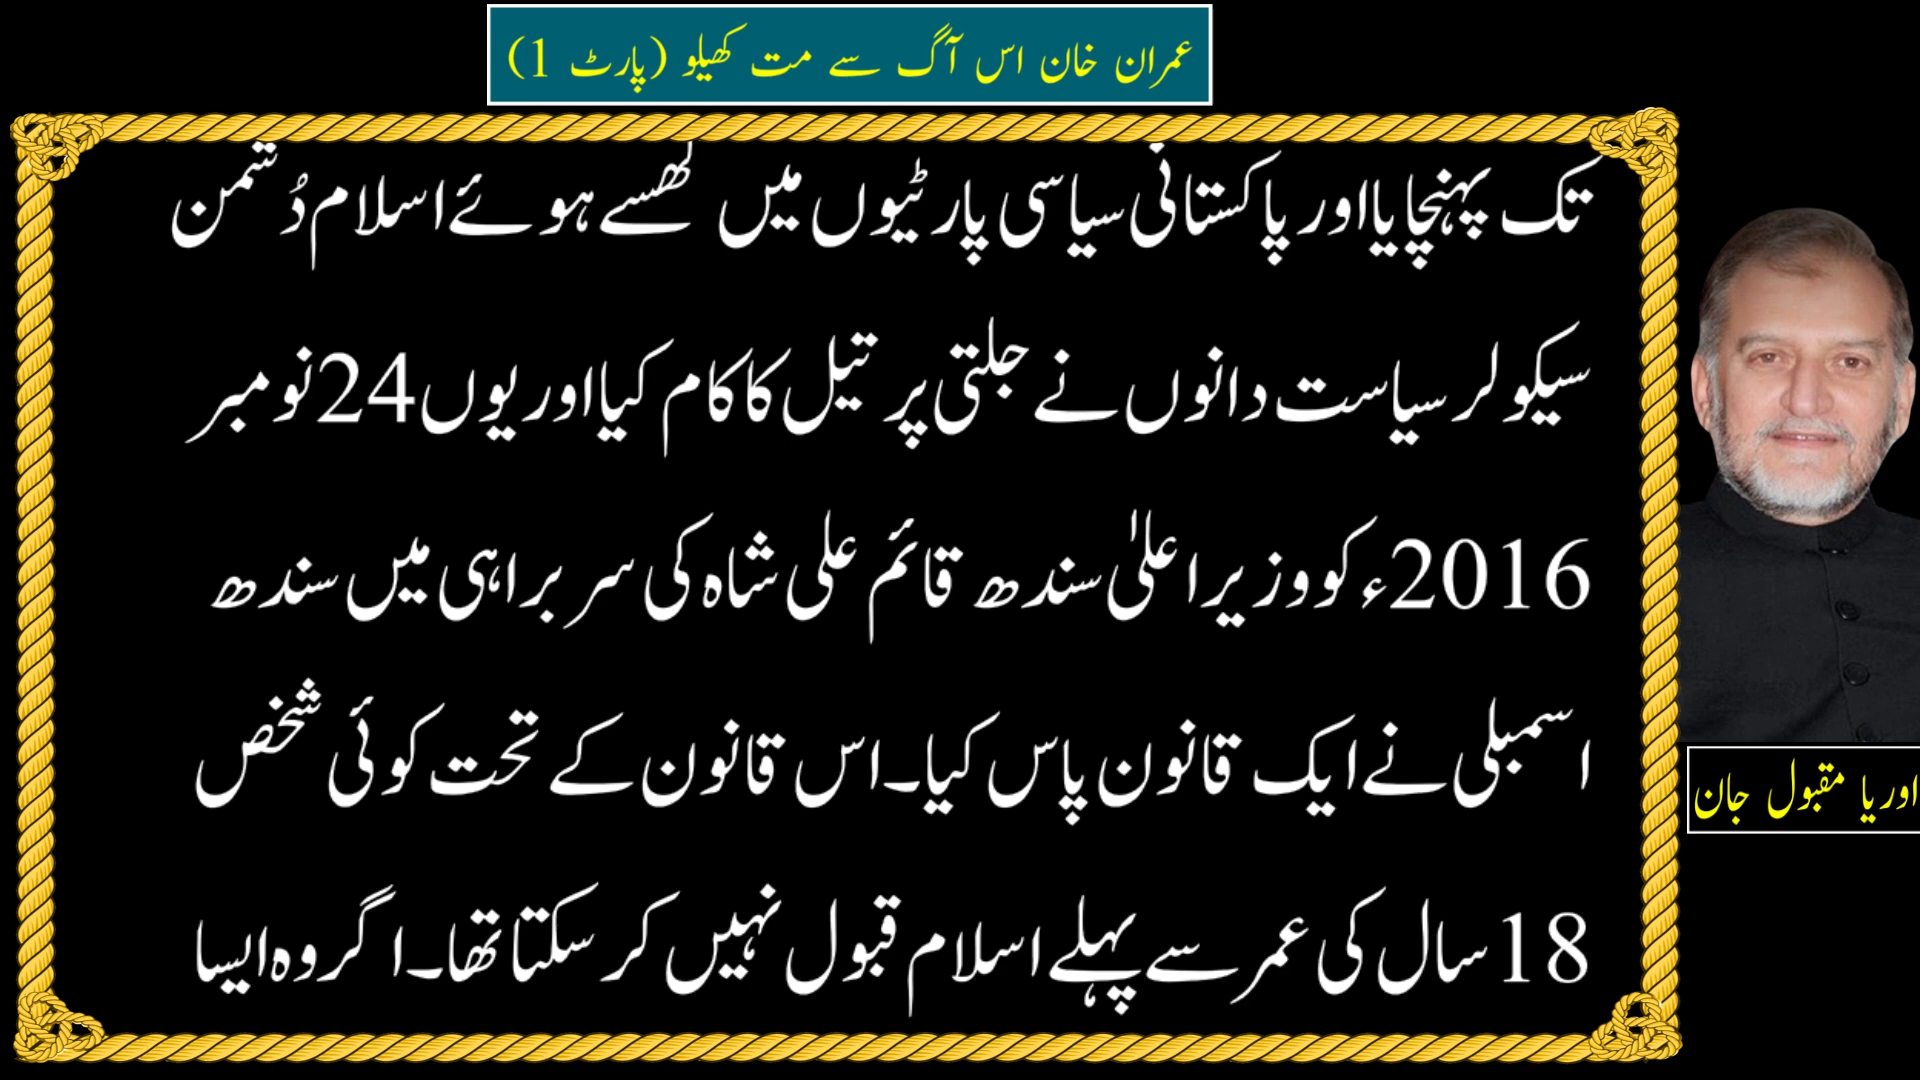 عمران خان اس آگ سے مت کھیلو (پارٹ 1)
تک پہنچایا اور پاکستانی سیاسی پارٹیوں میں گھسے ہوئے اسلام دُشمن
سیکولر سیاست دانوں نے جلتی پر تیل کا کام کیا اور یوں 24 نومبر
2016ء کو وزیراعلیٰ سندھ قائم علی شاہ کی سربراہی میں سندھ
اسمبلی نے ایک قانون پاس کیا۔ اس قانون کے تحت کوئی شخص
18 سال کی عمر سے پہلے اسلام قبول نہیں کر سکتا تھا۔ اگر وہ ایسا
اوریا مقبول جان